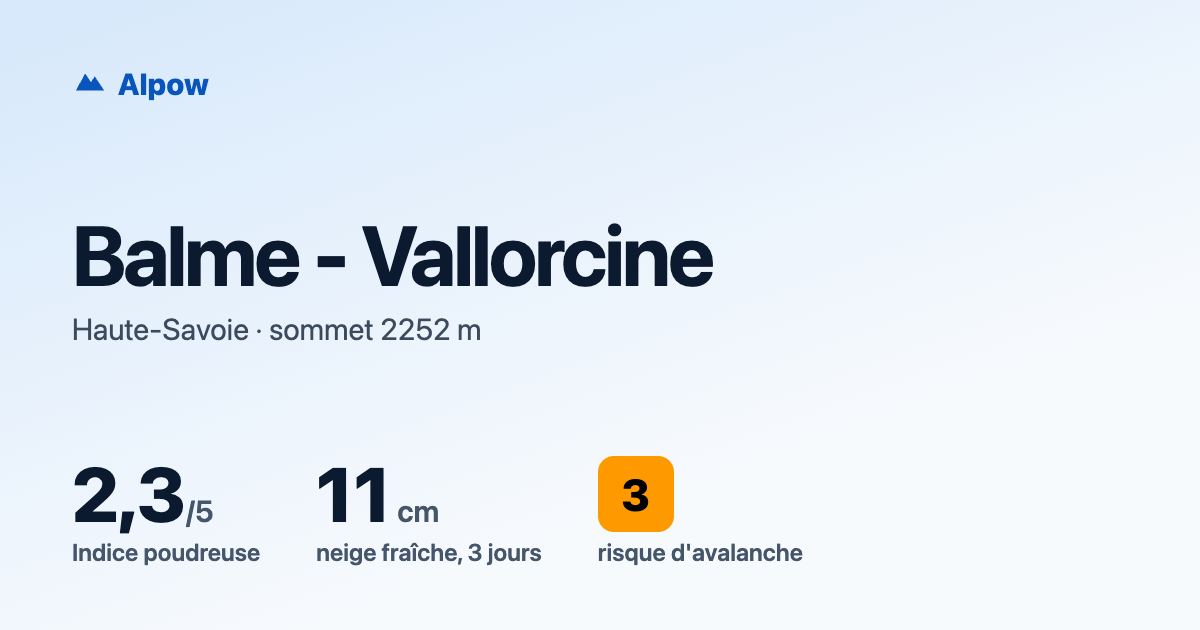 Alpow
Balme - Vallorcine
Haute-Savoie · sommet 2252 m
2,3/5
Indice poudreuse
11 cm
neige fraîche, 3 jours
3
risque d'avalanche